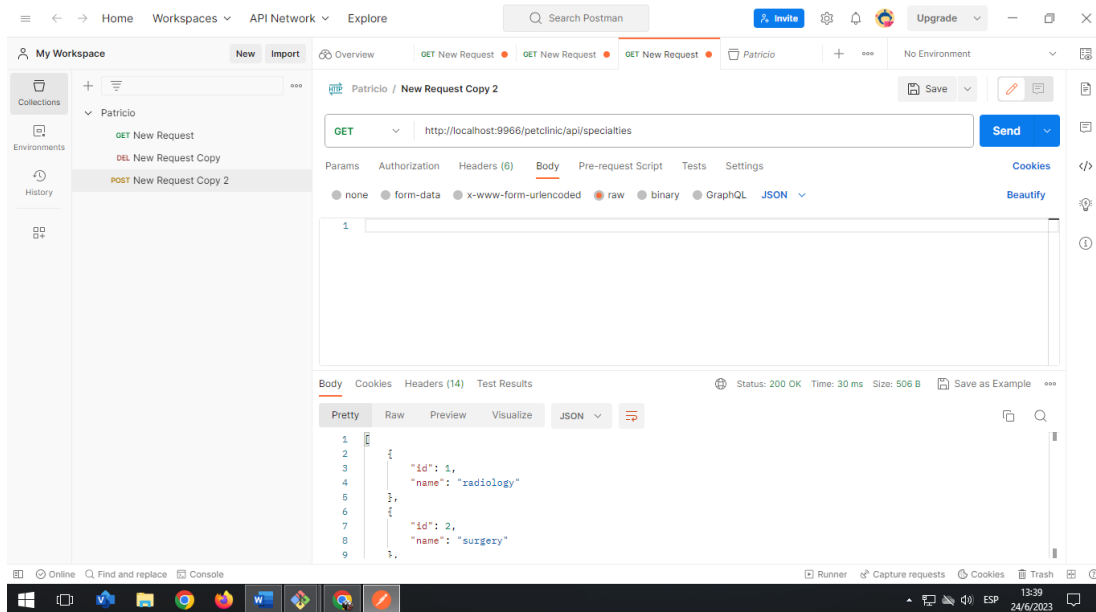 Home Workspaces API Network Explore Search Postman Invite Upgrade
My Workspace New Import Overview GET New Request GET New Request GET New Request Patricio No Environment
Collections
Environments
History
Patricio
GET New Request
DEL New Request Copy
POST New Request Copy 2
HTTP Patricio / New Request Copy 2 Save
GET http://localhost:9966/petclinic/api/specialties Send
Params Authorization Headers (6) Body Pre-request Script Tests Settings Cookies
none form-data x-www-form-urlencoded raw binary GraphQL JSON Beautify
1
Body Cookies Headers (14) Test Results Status: 200 OK Time: 30 ms Size: 506 B Save as Example
Pretty Raw Preview Visualize JSON
1 [
2 {
3 "id": 1,
4 "name": "radiology"
5 },
6 {
7 "id": 2,
8 "name": "surgery"
9 },
Online Find and replace Console Runner Capture requests Cookies Trash
ESP 13:39
24/6/2023